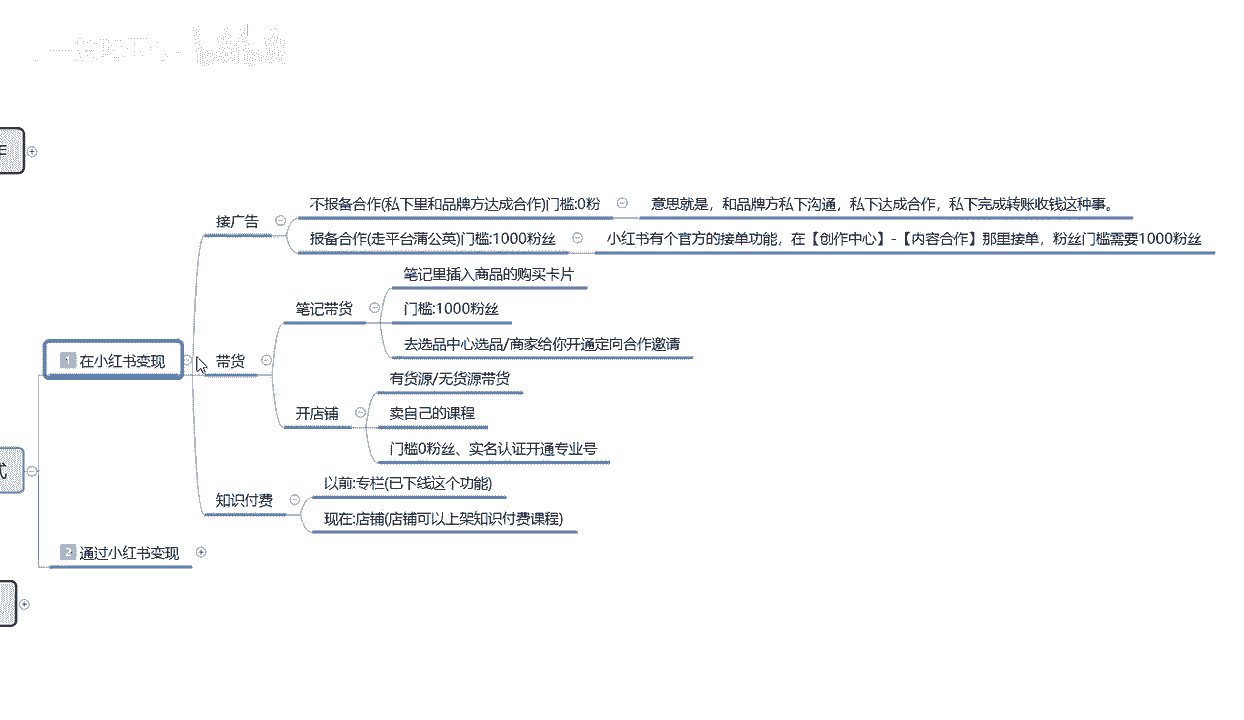 接广告
不报备合作(私下里和品牌方达成合作)门槛:0粉
意思就是，和品牌方私下沟通，私下达成合作，私下完成转账收钱这种事。
报备合作(走平台蒲公英)门槛:1000粉丝
小红书有个官方的接单功能，在【创作中心】-【内容合作】那里接单，粉丝门槛需要1000粉丝
1 在小红书变现
带货
笔记带货
笔记里插入商品的购买卡片
门槛:1000粉丝
去选品中心选品/商家给你开通定向合作邀请
开店铺
有货源/无货源带货
卖自己的课程
门槛0粉丝、实名认证开通专业号
知识付费
以前:专栏(已下线这个功能)
现在:店铺(店铺可以上架知识付费课程)
2 通过小红书变现
式